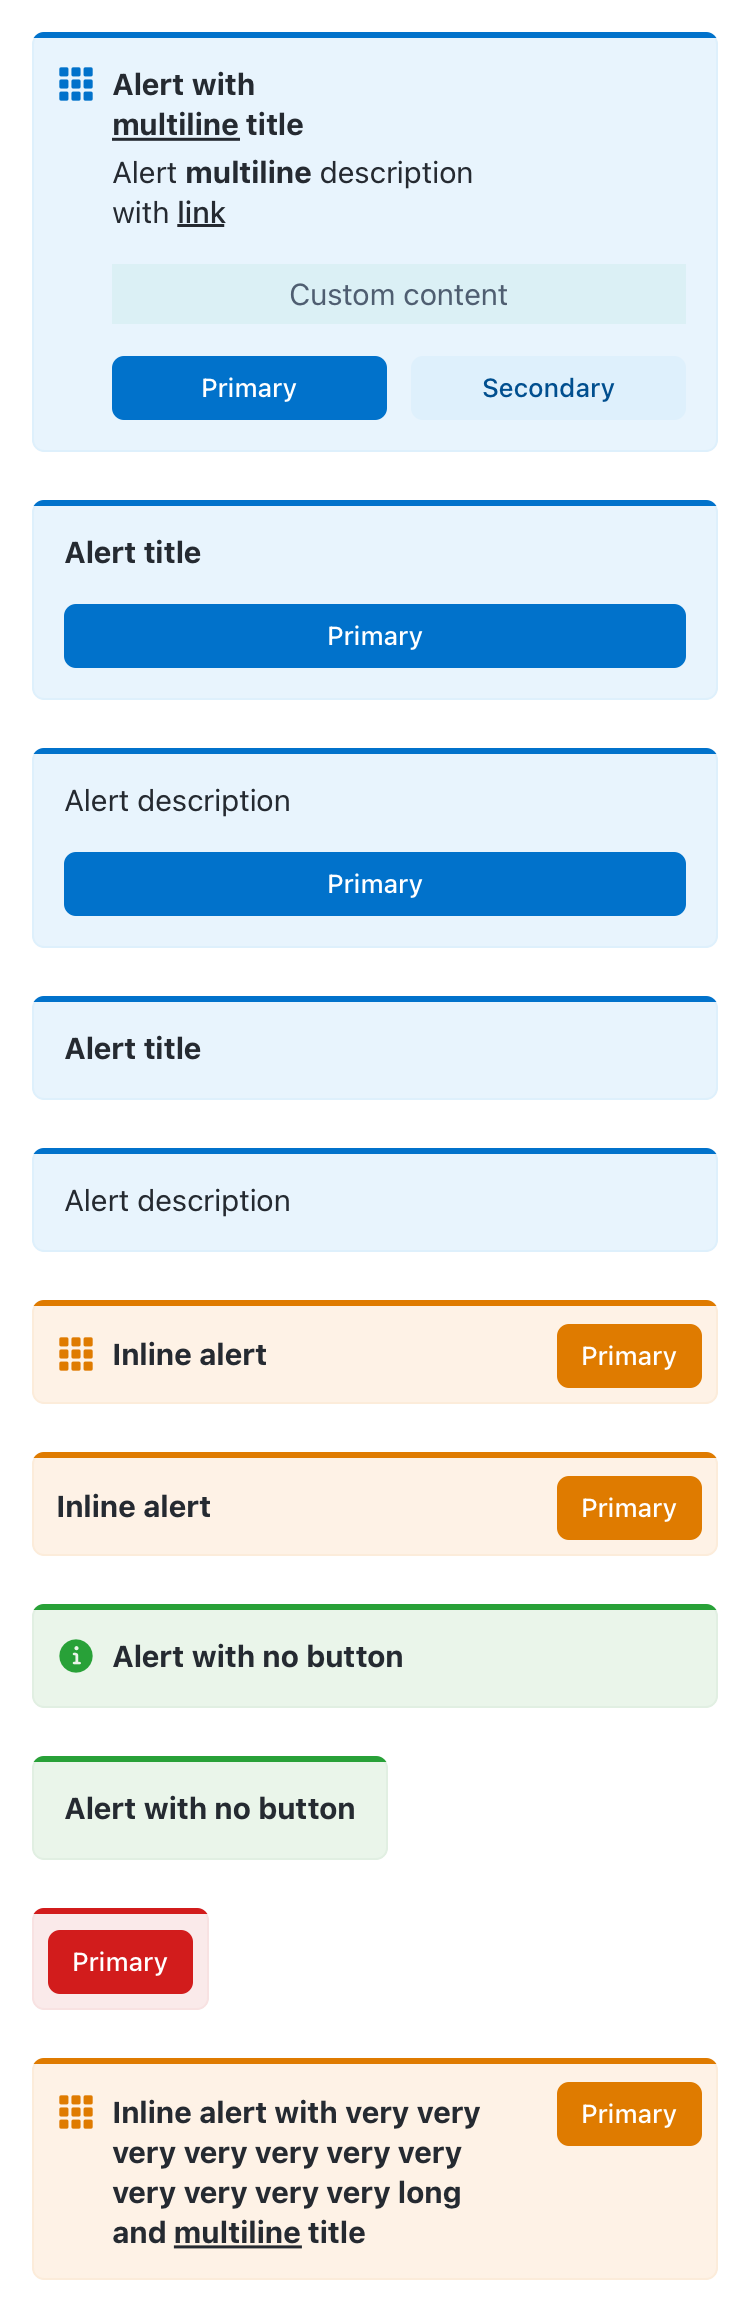 Alert with
multiline title
Alert multiline description
with link
Custom content
Primary
Secondary
Alert title
Primary
Alert description
Primary
Alert title
Alert description
Inline alert
Primary
Inline alert
Primary
Alert with no button
Alert with no button
Primary
Inline alert with very very
very very very very very
very very very very long
and multiline title
Primary